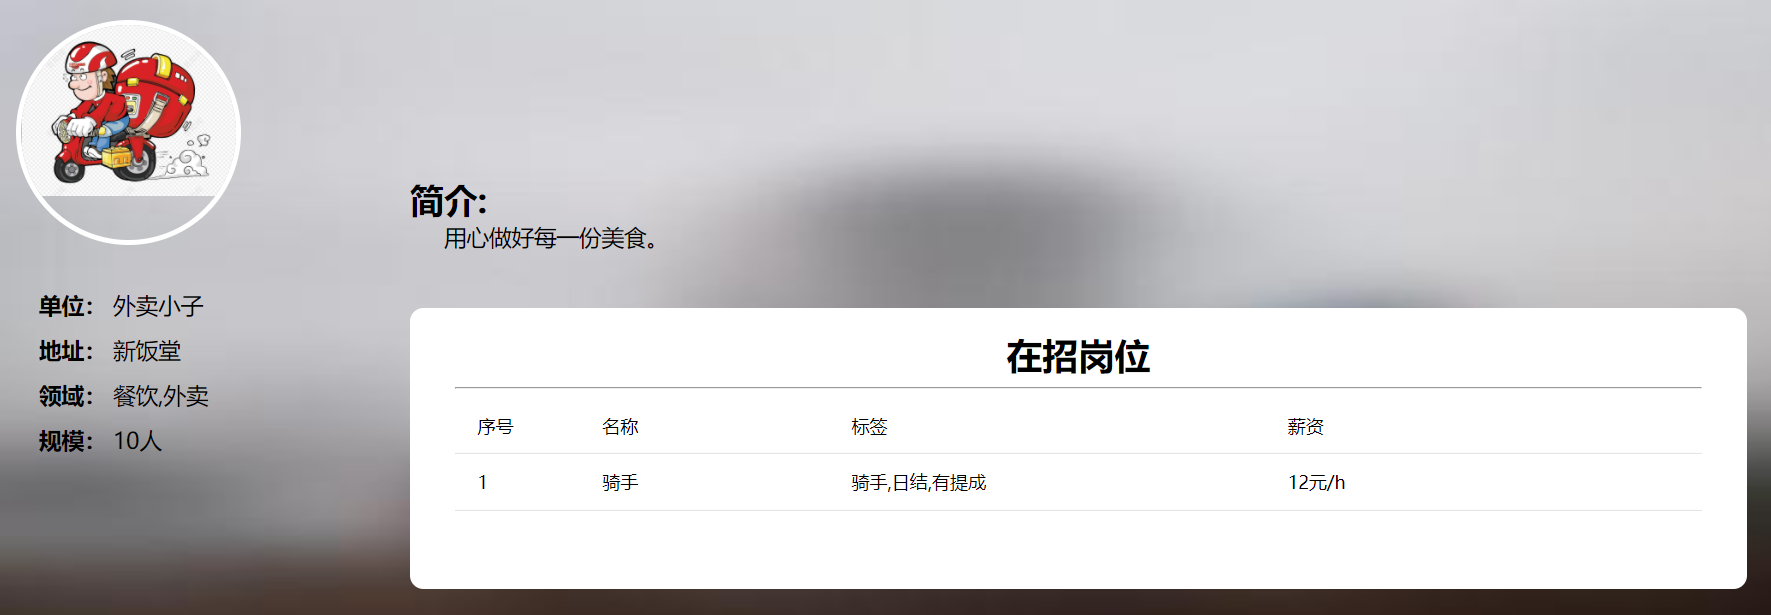 单位： 外卖小子
地址： 新饭堂
领域： 餐饮,外卖
规模： 10人
简介:
用心做好每一份美食。
在招岗位
序号 名称 标签 薪资
1 骑手 骑手,日结,有提成 12元/h